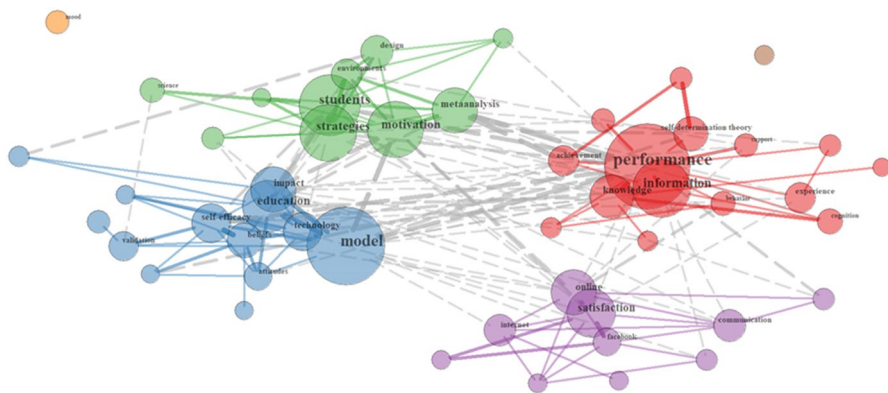 mood
design
environments
science
students
metaanalysis
strategies
motivation
self-determination theory
support
achievement
performance
information
knowledge
behavior
experience
cognition
impact
education
self-efficacy
technology
beliefs
validation
model
attitudes
online
satisfaction
internet
communication
facebook